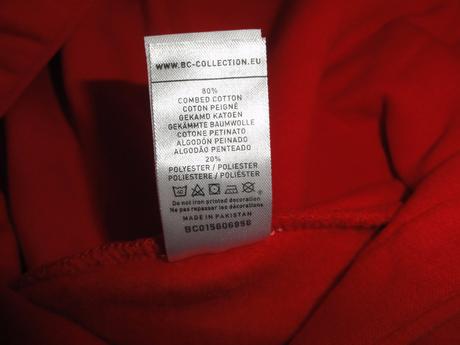 WWW.BC-COLLECTION.EU
80%
COMBED COTTON
COTON PEIGNÉ
GEKAMD KATOEN
GEKÄMMTE BAUMWOLLE
COTONE PETINATO
ALGODÓN PEINADO
ALGODÃO PENTEADO
20%
POLYESTER / POLIESTER
POLIESTERE / POLIÉSTER
Do not iron printed decoration
Ne pas repasser les décorations
MADE IN PAKISTAN